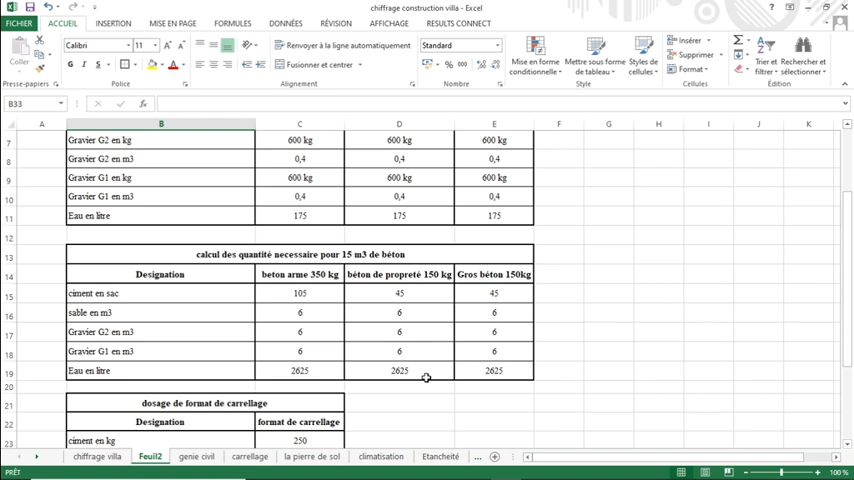 chiffrage construction villa - Excel
FICHIER ACCUEIL INSERTION MISE EN PAGE FORMULES DONNÉES RÉVISION AFFICHAGE RESULTS CONNECT
Coller Calibri 11 Renvoyer à la ligne automatiquement Standard Insérer
G I S Fusionner et centrer % 000 Mise en forme conditionnelle Mettre sous forme de tableau Styles de cellules Supprimer Format Trier et filtrer Rechercher et sélectionner
Presse-papiers Police Alignement Nombre Style Cellules Édition
B33 fx
A B C D E F G H I J K
7 Gravier G2 en kg 600 kg 600 kg 600 kg
8 Gravier G2 en m3 0,4 0,4 0,4
9 Gravier G1 en kg 600 kg 600 kg 600 kg
10 Gravier G1 en m3 0,4 0,4 0,4
11 Eau en litre 175 175 175
12
13 calcul des quantité necessaire pour 15 m3 de béton
14 Designation beton arme 350 kg béton de propreté 150 kg Gros béton 150kg
15 ciment en sac 105 45 45
16 sable en m3 6 6 6
17 Gravier G2 en m3 6 6 6
18 Gravier G1 en m3 6 6 6
19 Eau en litre 2625 2625 2625
20
21 dosage de format de carrellage
22 Designation format de carrellage
23 ciment en kg 250
chiffrage villa Feuil2 genie civil carrellage la pierre de sol climatisation Etancheité ...
PRÊT 100 %